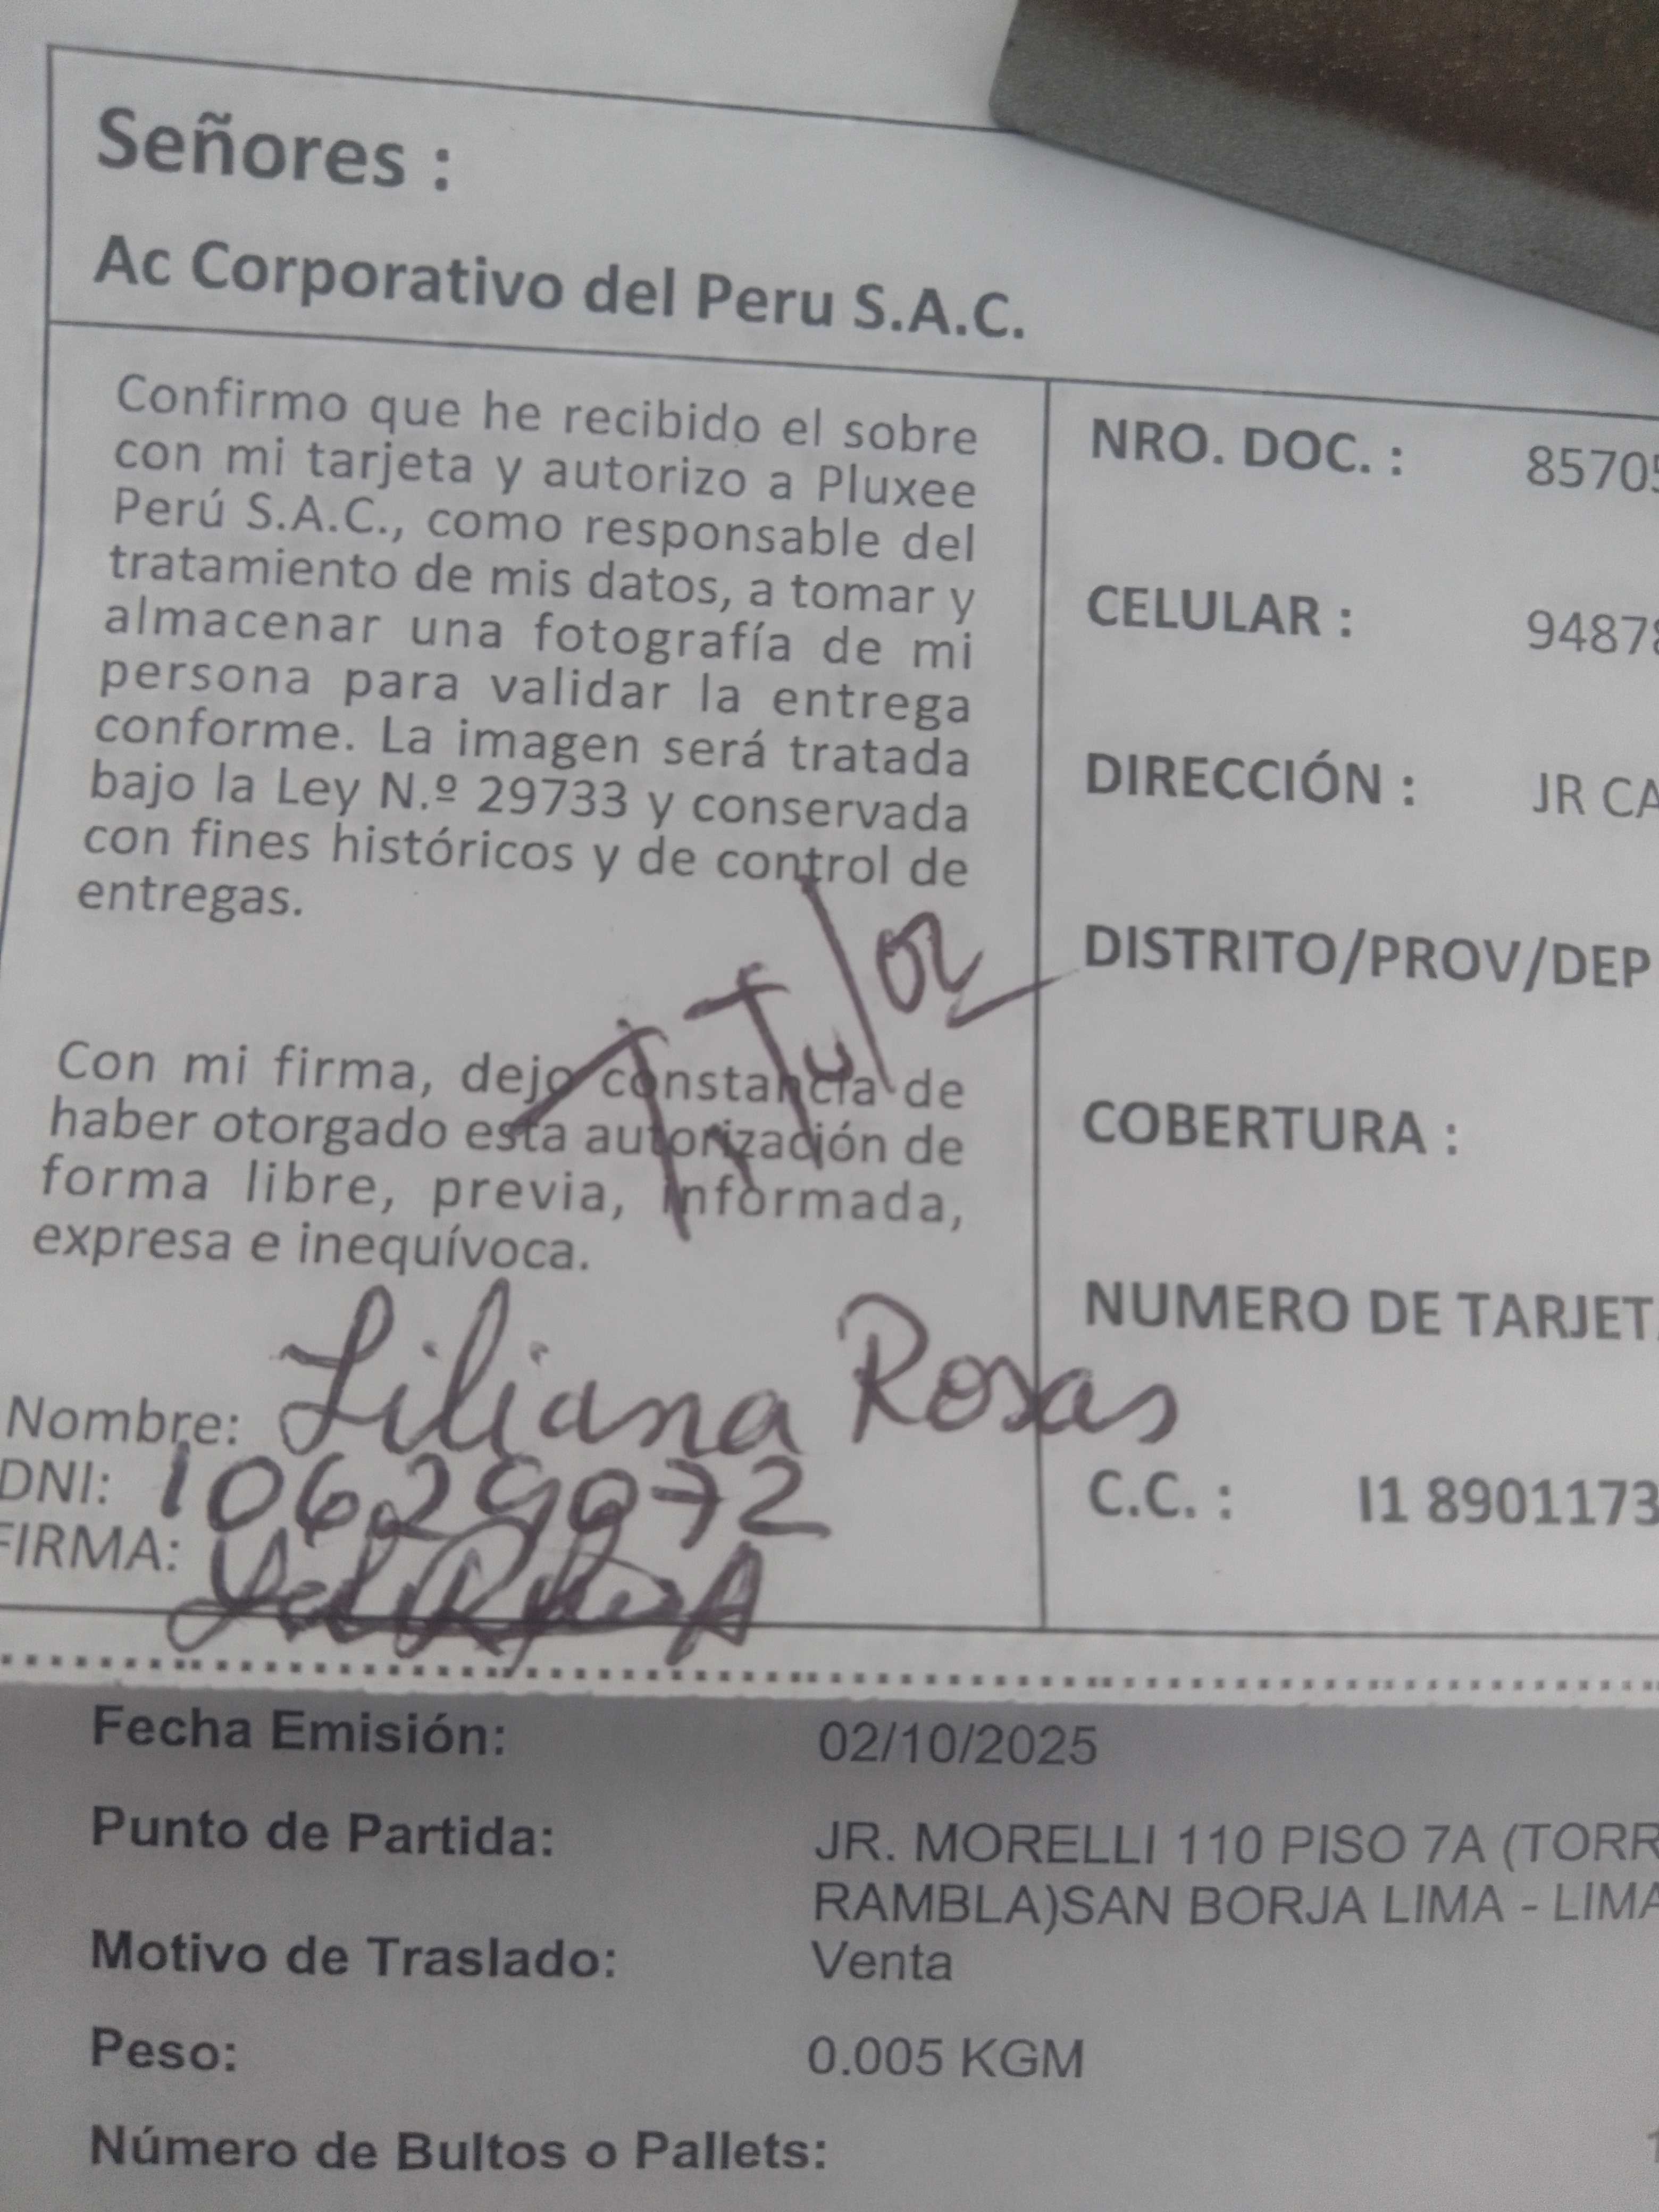 Señores :
Ac Corporativo del Peru S.A.C.
Confirmo que he recibido el sobre
con mi tarjeta y autorizo a Pluxee
Perú S.A.C., como responsable del
tratamiento de mis datos, a tomar y
almacenar una fotografía de mi
persona para validar la entrega
conforme. La imagen será tratada
bajo la Ley N.º 29733 y conservada
con fines históricos y de control de
entregas.
TiTulor
Con mi firma, dejo constancia de
haber otorgado esta autorización de
forma libre, previa, informada,
expresa e inequívoca.
Nombre: Liliana Rosas
DNI: 10629072
FIRMA:
NRO. DOC. : 85705
CELULAR : 9487
DIRECCIÓN : JR CA
DISTRITO/PROV/DEP
COBERTURA :
NUMERO DE TARJET
C.C. : I1 8901173
Fecha Emisión: 02/10/2025
Punto de Partida: JR. MORELLI 110 PISO 7A (TORR
RAMBLA)SAN BORJA LIMA - LIMA
Motivo de Traslado: Venta
Peso: 0.005 KGM
Número de Bultos o Pallets: 1